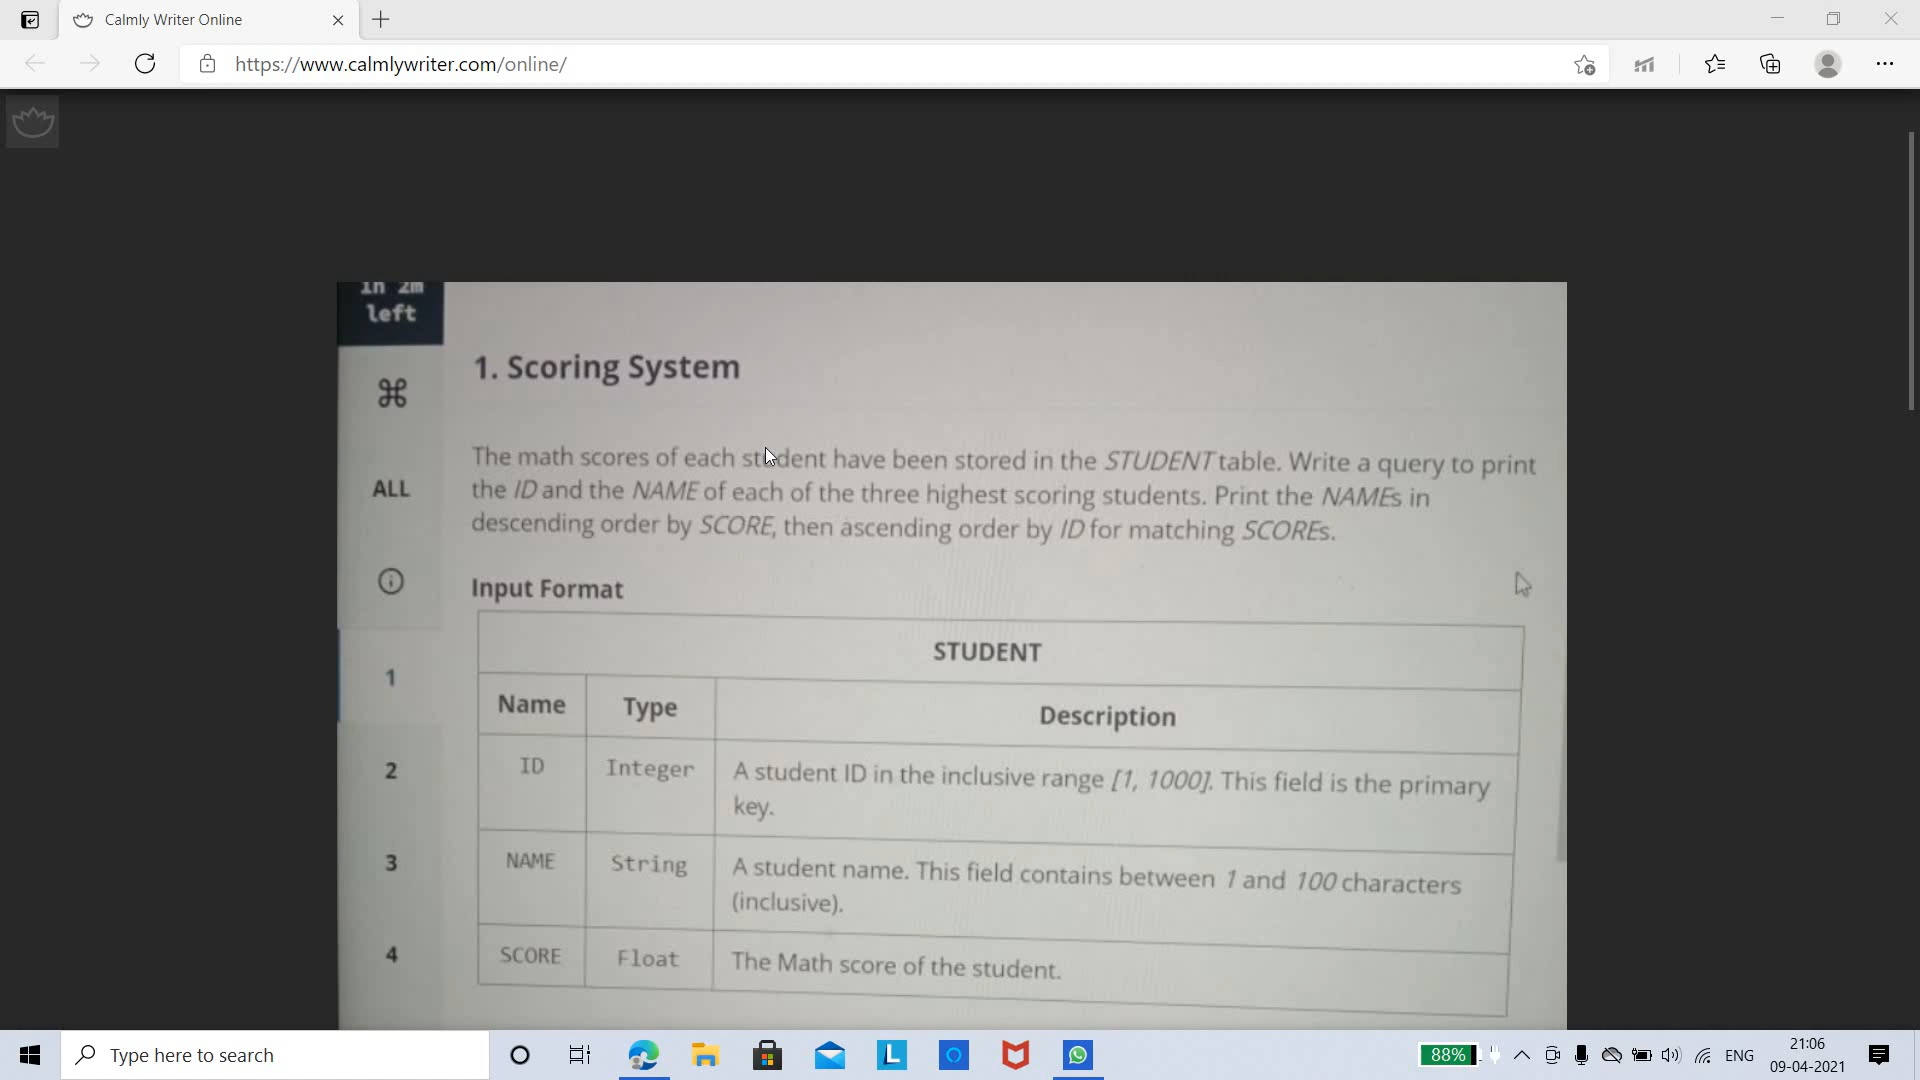 Calmly Writer Online
https://www.calmlywriter.com/online/
in 2m
left
1. Scoring System
The math scores of each student have been stored in the STUDENT table. Write a query to print
the ID and the NAME of each of the three highest scoring students. Print the NAMEs in
descending order by SCORE, then ascending order by ID for matching SCOREs.
ALL
Input Format
STUDENT
1
Name Type Description
2
ID Integer A student ID in the inclusive range [1, 1000]. This field is the primary
key.
3
NAME String A student name. This field contains between 1 and 100 characters
(inclusive).
4
SCORE Float The Math score of the student.
Type here to search
88%
ENG
21:06
09-04-2021